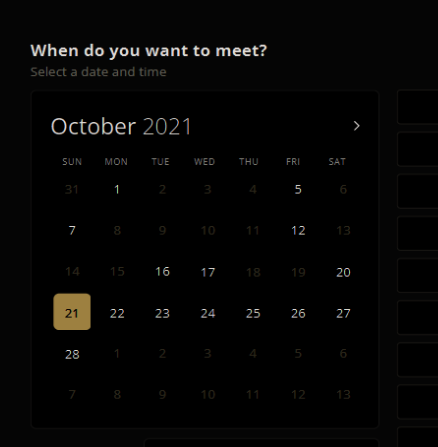 When do you want to meet?
Select a date and time
October 2021
SUN MON TUE WED THU FRI SAT
31 1 2 3 4 5 6
7 8 9 10 11 12 13
14 15 16 17 18 19 20
21 22 23 24 25 26 27
28 1 2 3 4 5 6
7 8 9 10 11 12 13